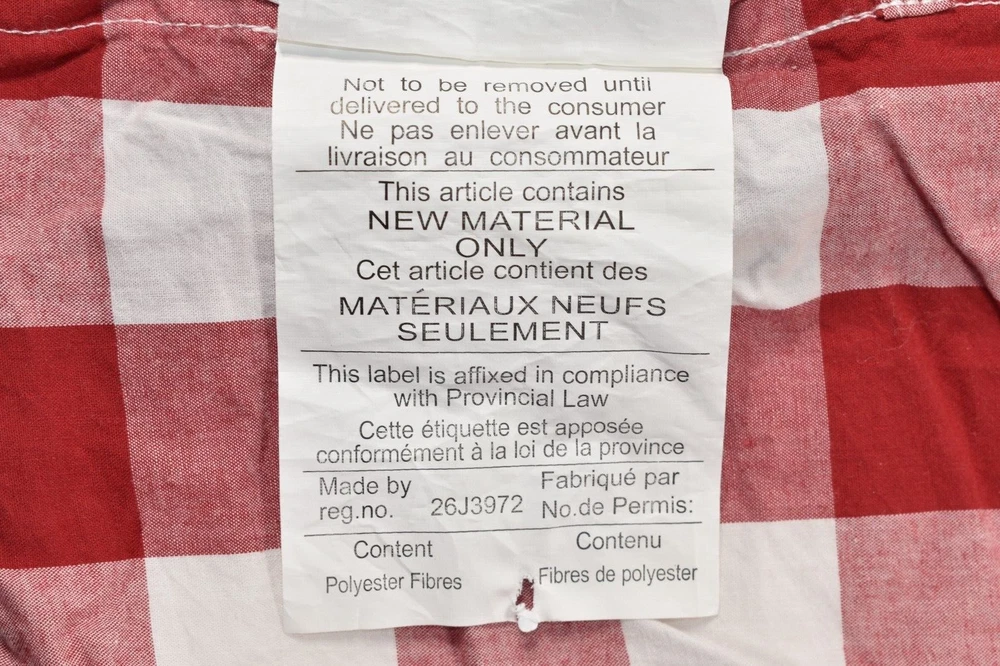 Not to be removed until
delivered to the consumer
Ne pas enlever avant la
livraison au consommateur
This article contains
NEW MATERIAL
ONLY
Cet article contient des
MATÉRIAUX NEUFS
SEULEMENT
This label is affixed in compliance
with Provincial Law
Cette étiquette est apposée
conformément à la loi de la province
Made by
reg.no.
26J3972
Fabriqué par
No.de Permis:
Content
Contenu
Polyester Fibres
Fibres de polyester